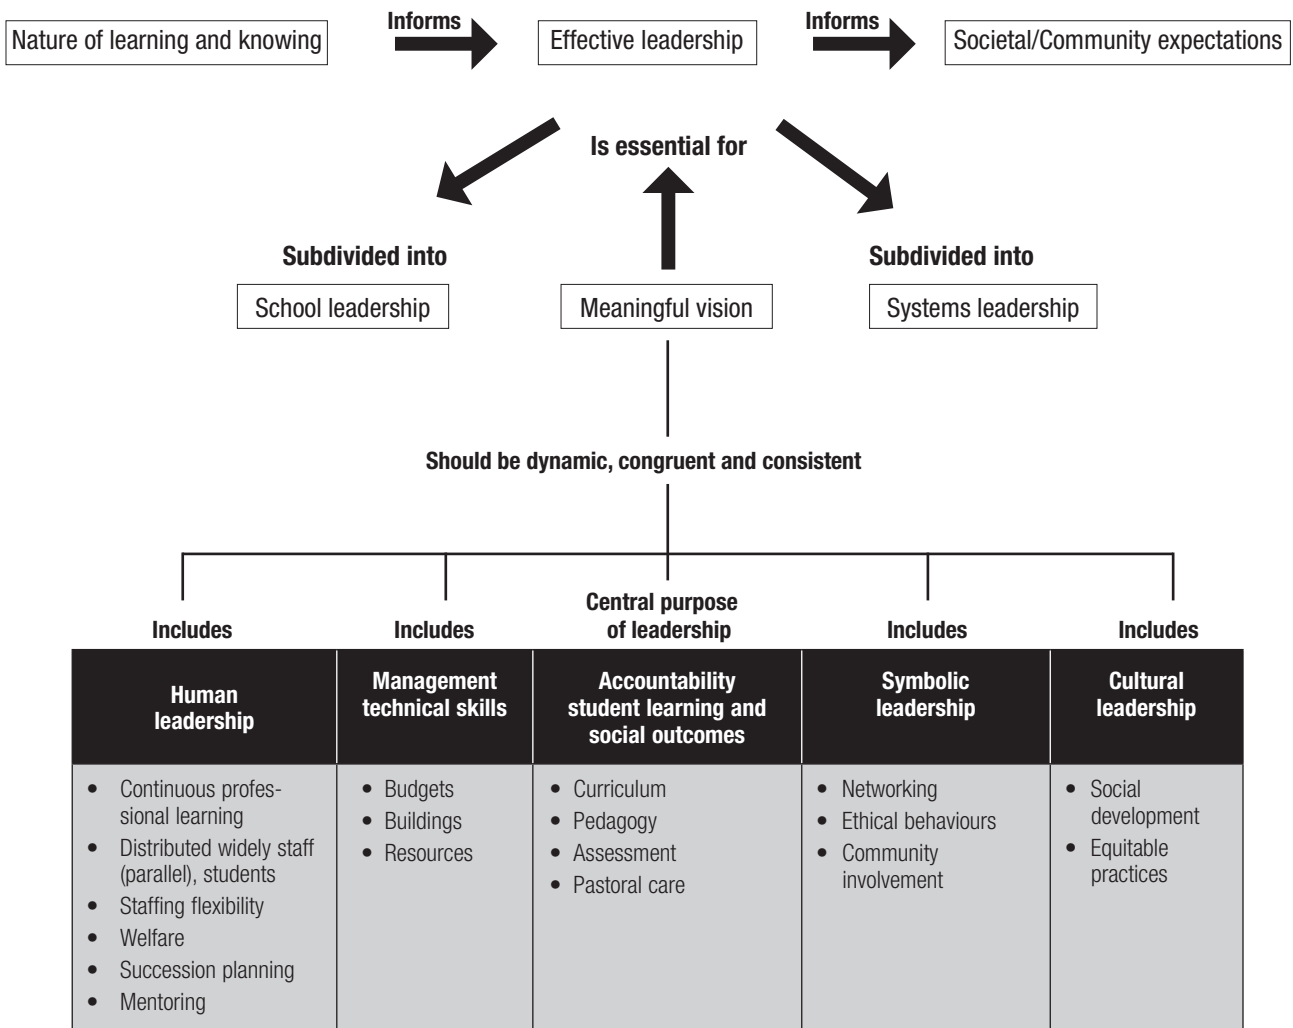 Informs
Informs
Nature of learning and knowing
Effective leadership
Societal/Community expectations
Is essential for
Subdivided into
Subdivided into
School leadership
Meaningful vision
Systems leadership
Should be dynamic, congruent and consistent
Includes
Includes
Central purpose
of leadership
Includes
Includes
Human
leadership
Management
technical skills
Accountability
student learning and
social outcomes
Symbolic
leadership
Cultural
leadership
• Continuous profes-
sional learning
• Distributed widely staff
(parallel), students
• Staffing flexibility
• Welfare
• Succession planning
• Mentoring
• Budgets
• Buildings
• Resources
• Curriculum
• Pedagogy
• Assessment
• Pastoral care
• Networking
• Ethical behaviours
• Community
involvement
• Social
development
• Equitable
practices